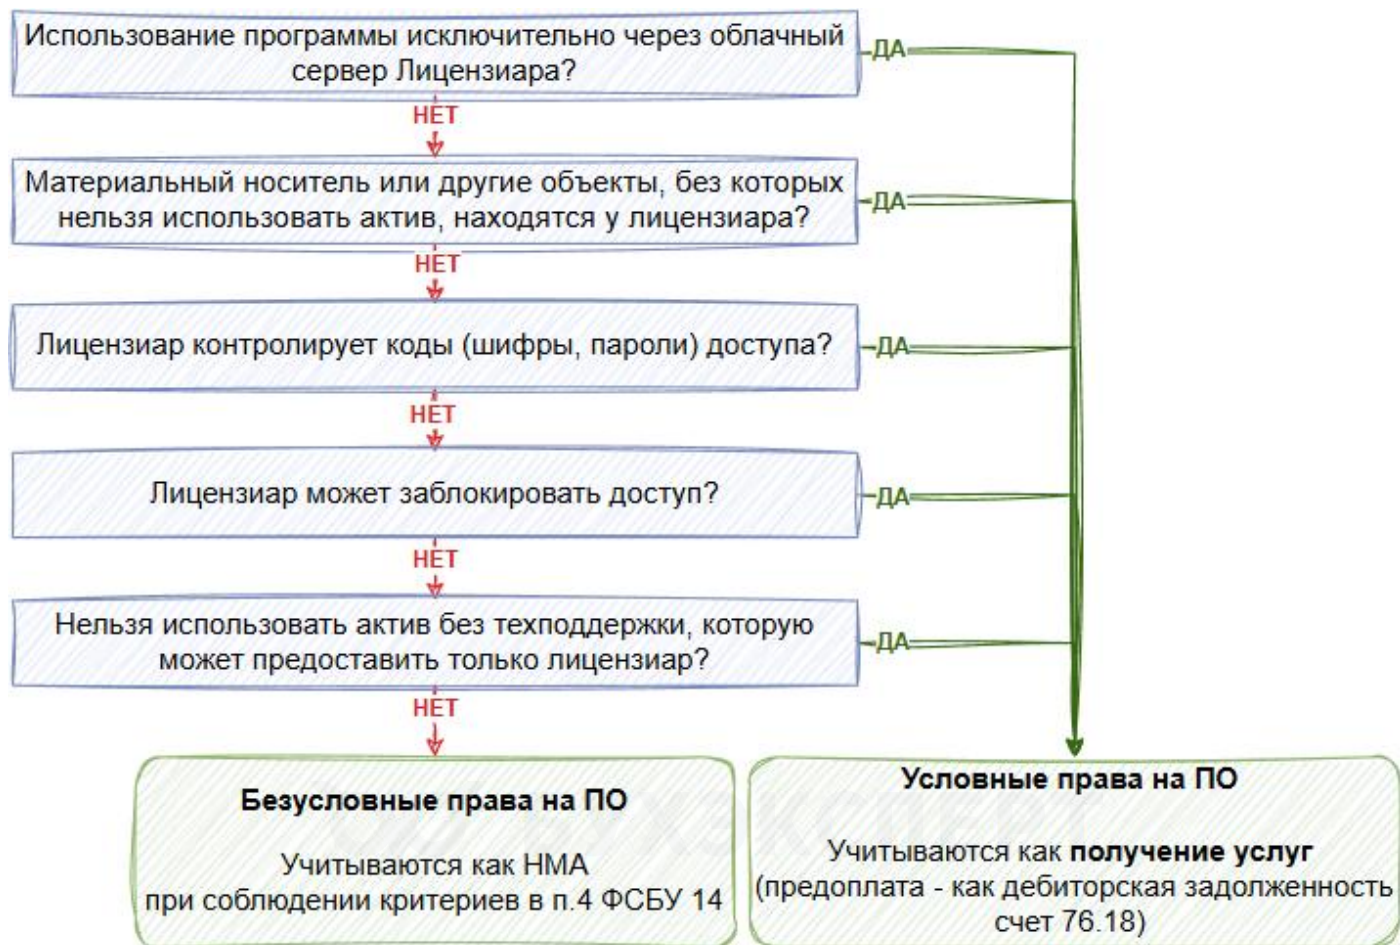 Использование программы исключительно через облачный
сервер Лицензиара?
ДА
НЕТ
Материальный носитель или другие объекты, без которых
нельзя использовать актив, находятся у лицензиара?
ДА
НЕТ
Лицензиар контролирует коды (шифры, пароли) доступа?
ДА
НЕТ
Лицензиар может заблокировать доступ?
ДА
НЕТ
Нельзя использовать актив без техподдержки, которую
может предоставить только лицензиар?
ДА
НЕТ
Безусловные права на ПО
Учитываются как НМА
при соблюдении критериев в п.4 ФСБУ 14
Условные права на ПО
Учитываются как получение услуг
(предоплата - как дебиторская задолженность
счет 76.18)
БУХЭКСПЕРТ